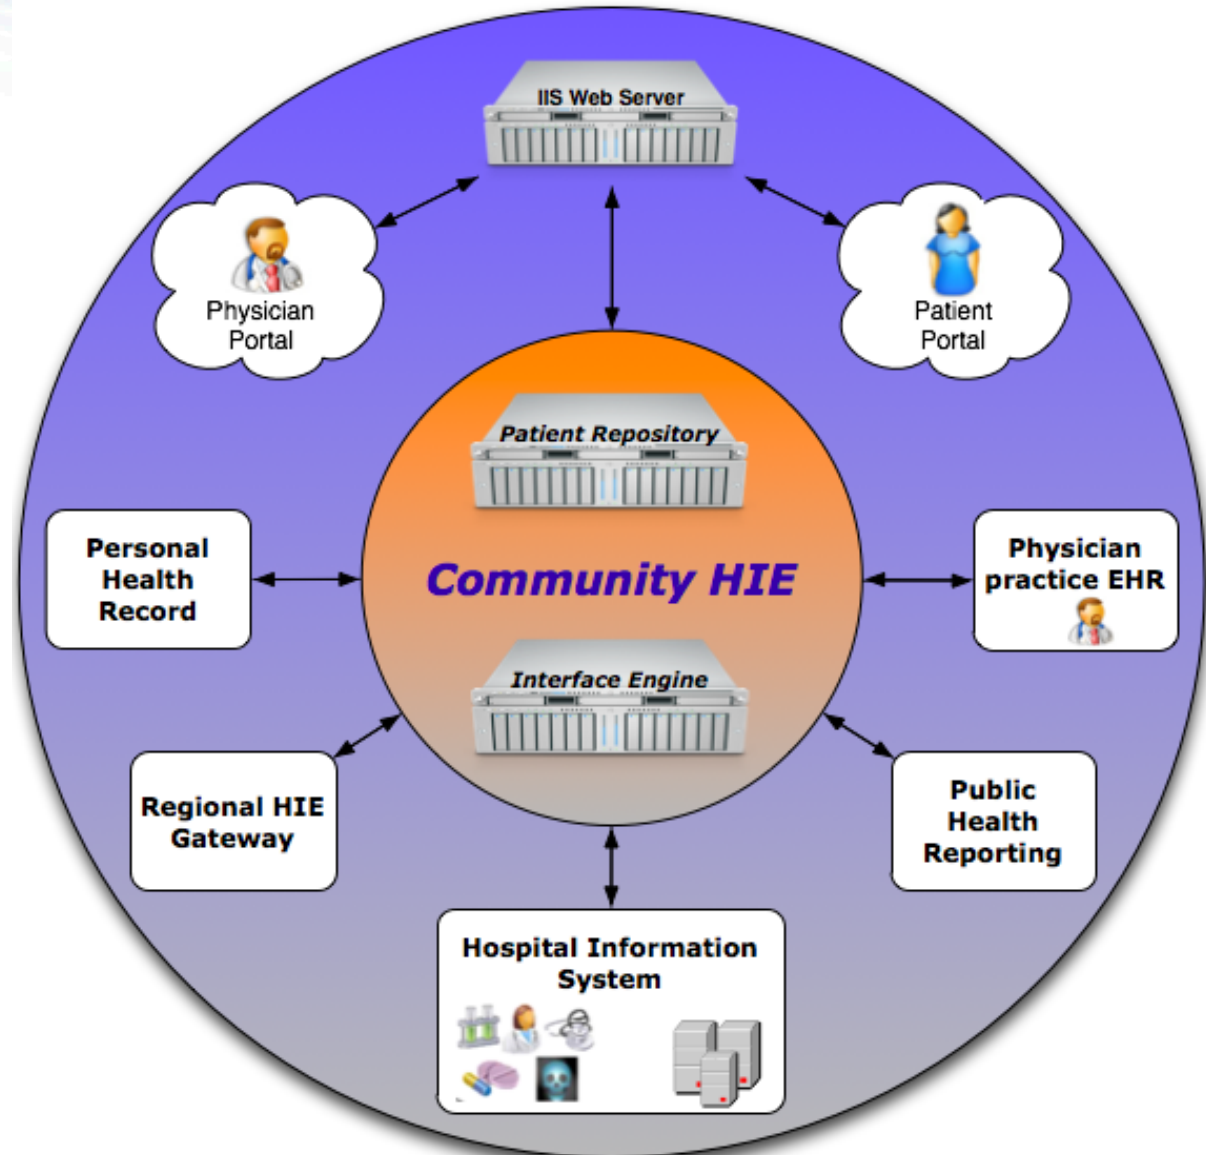 IIS Web Server
Physician
Portal
Patient
Portal
Patient Repository
Community HIE
Interface Engine
Personal
Health
Record
Physician
practice EHR
Regional HIE
Gateway
Public
Health
Reporting
Hospital Information
System